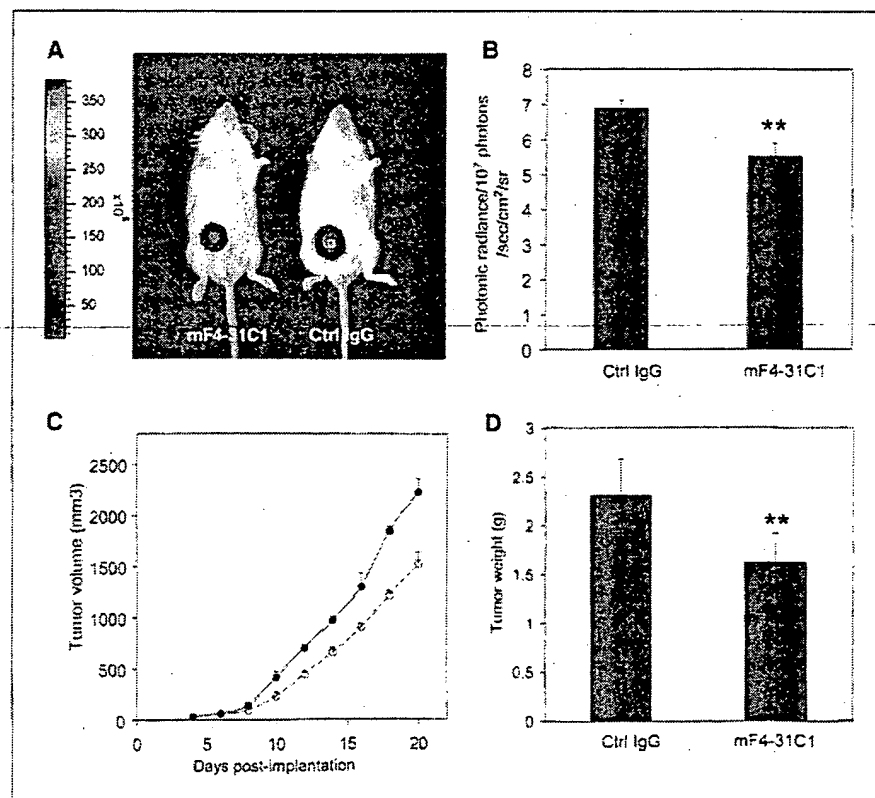 A
350
300
250
200
150
100
50
mF4-31C1
Ctrl IgG
B
Photonic radiance/10⁷ photons
/sec/cm²/sr
8
7
6
5
4
3
2
1
0
**
Ctrl IgG
mF4-31C1
C
Tumor volume (mm3)
2500
2000
1500
1000
500
0
0
5
10
15
20
Days post-implantation
D
Tumor weight (g)
3
2.5
2
1.5
1
0.5
0
**
Ctrl IgG
mF4-31C1